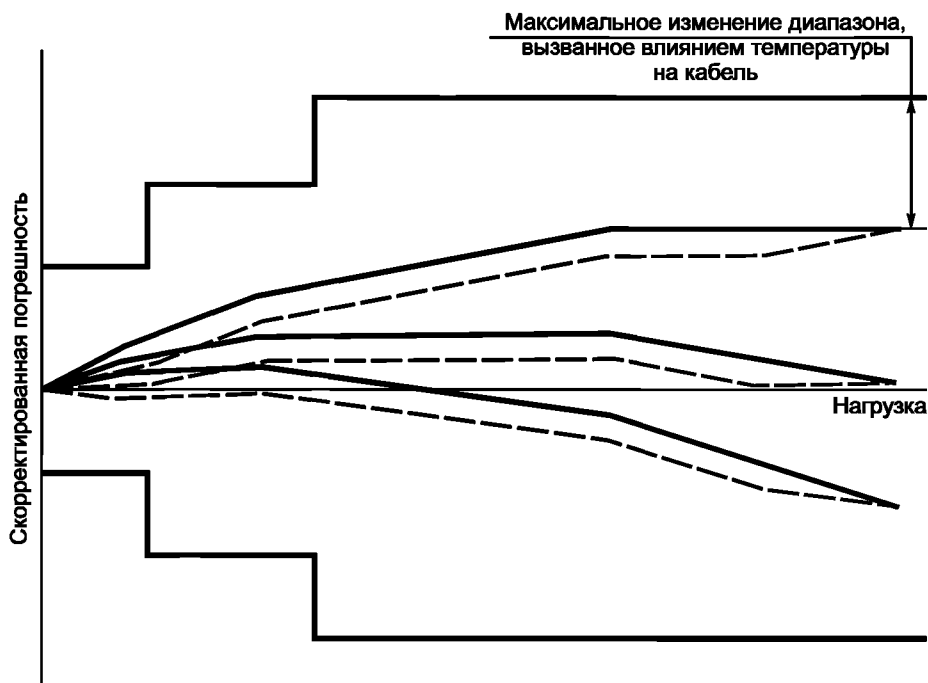 Максимальное изменение диапазона,
вызванное влиянием температуры
на кабель
Скорректированная погрешность
Нагрузка